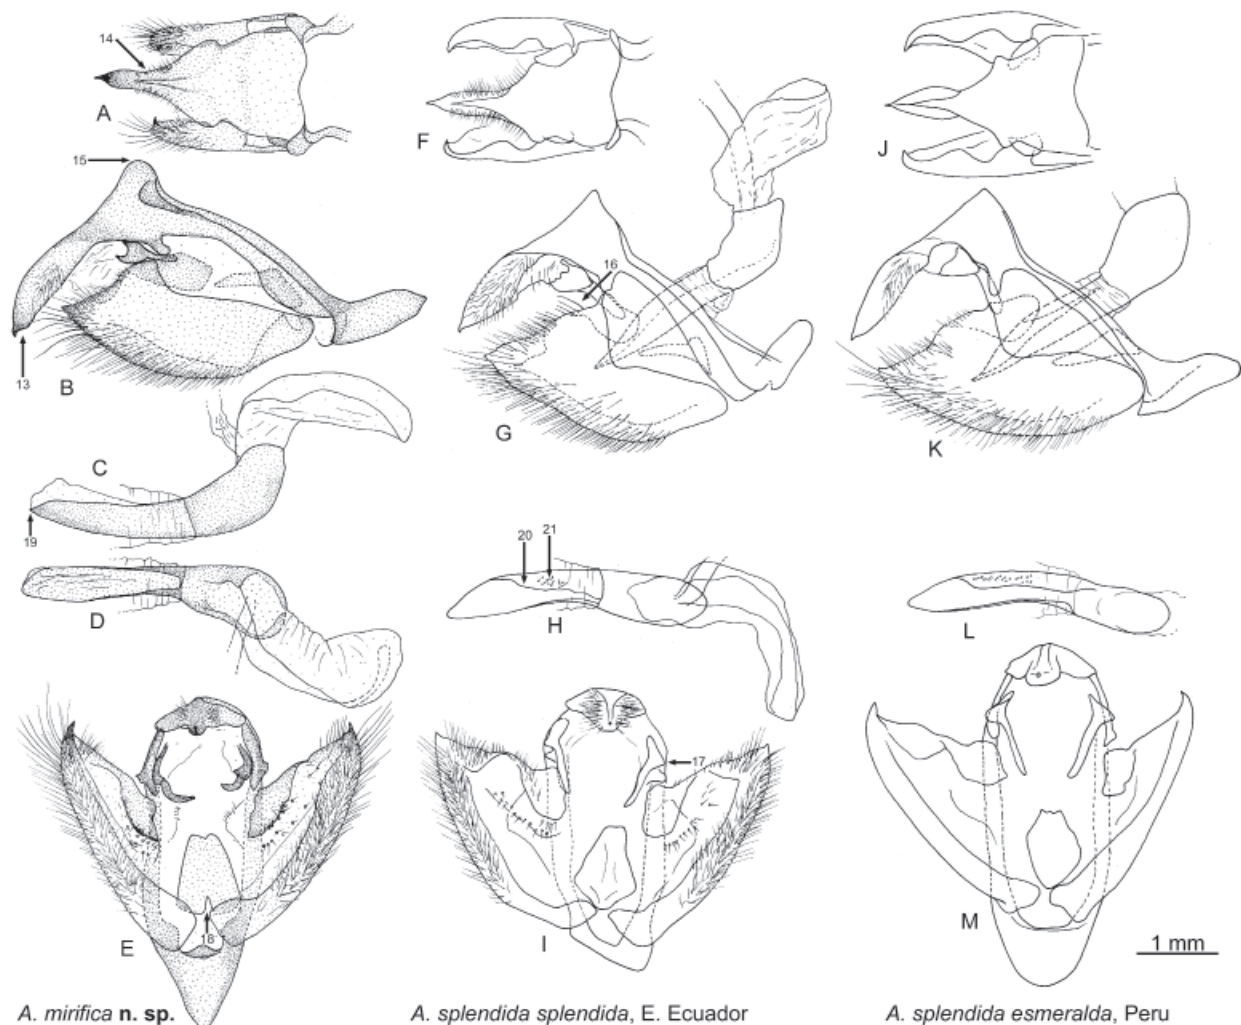 14
A
F
J
15
16
13
B
G
K
C
19
20
21
D
H
L
17
18
E
I
M
1 mm
A. mirifica n. sp.
A. splendida splendida, E. Ecuador
A. splendida esmeralda, Peru